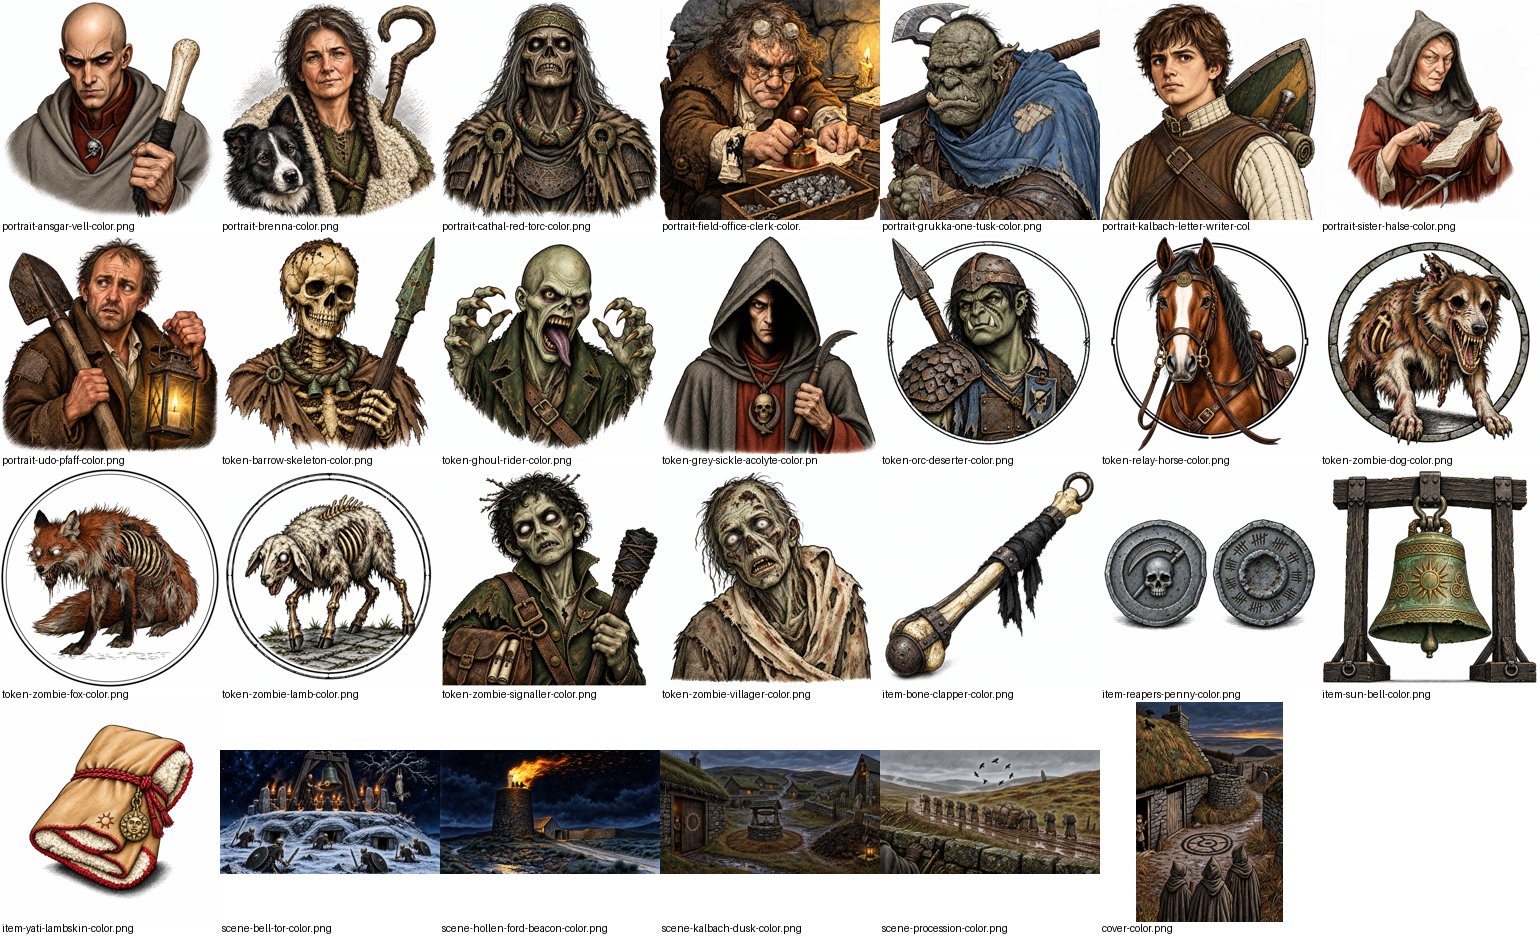 portrait-ansgar-vell-color.png
portrait-brenna-color.png
portrait-cathal-red-torc-color.png
portrait-field-office-clerk-color.
portrait-grukka-one-tusk-color.png
portrait-kalbach-letter-writer-col
portrait-sister-halse-color.png
portrait-udo-pfaff-color.png
token-barrow-skeleton-color.png
token-ghoul-rider-color.png
token-grey-sickle-acolyte-color.pn
token-orc-deserter-color.png
token-relay-horse-color.png
token-zombie-dog-color.png
token-zombie-fox-color.png
token-zombie-lamb-color.png
token-zombie-signaller-color.png
token-zombie-villager-color.png
item-bone-clapper-color.png
item-reapers-penny-color.png
item-sun-bell-color.png
item-yati-lambskin-color.png
scene-bell-tor-color.png
scene-hollen-ford-beacon-color.png
scene-kalbach-dusk-color.png
scene-procession-color.png
cover-color.png